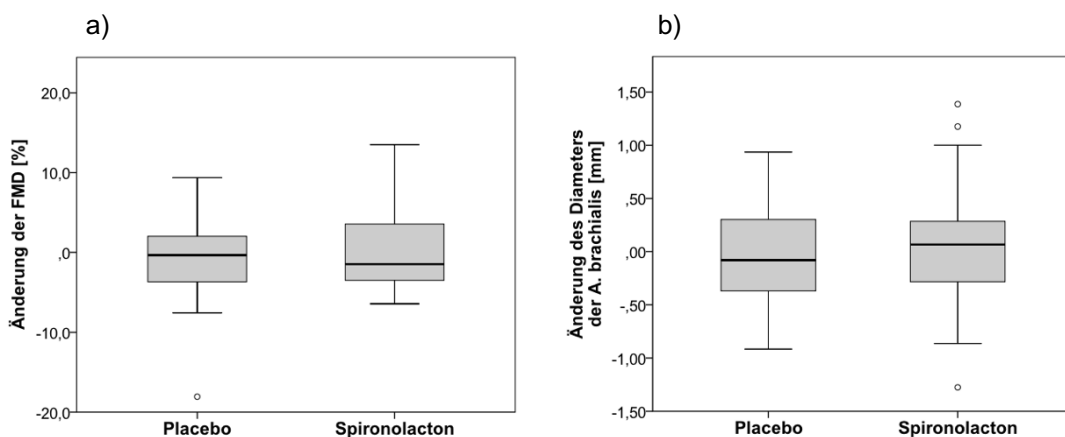 a)
20,0
10,0
,0
-10,0
-20,0
Änderung der FMD [%]
Placebo Spironolacton
b)
1,50
1,00
,50
,00
-,50
-1,00
-1,50
Änderung des Diameters
der A. brachialis [mm]
Placebo Spironolacton